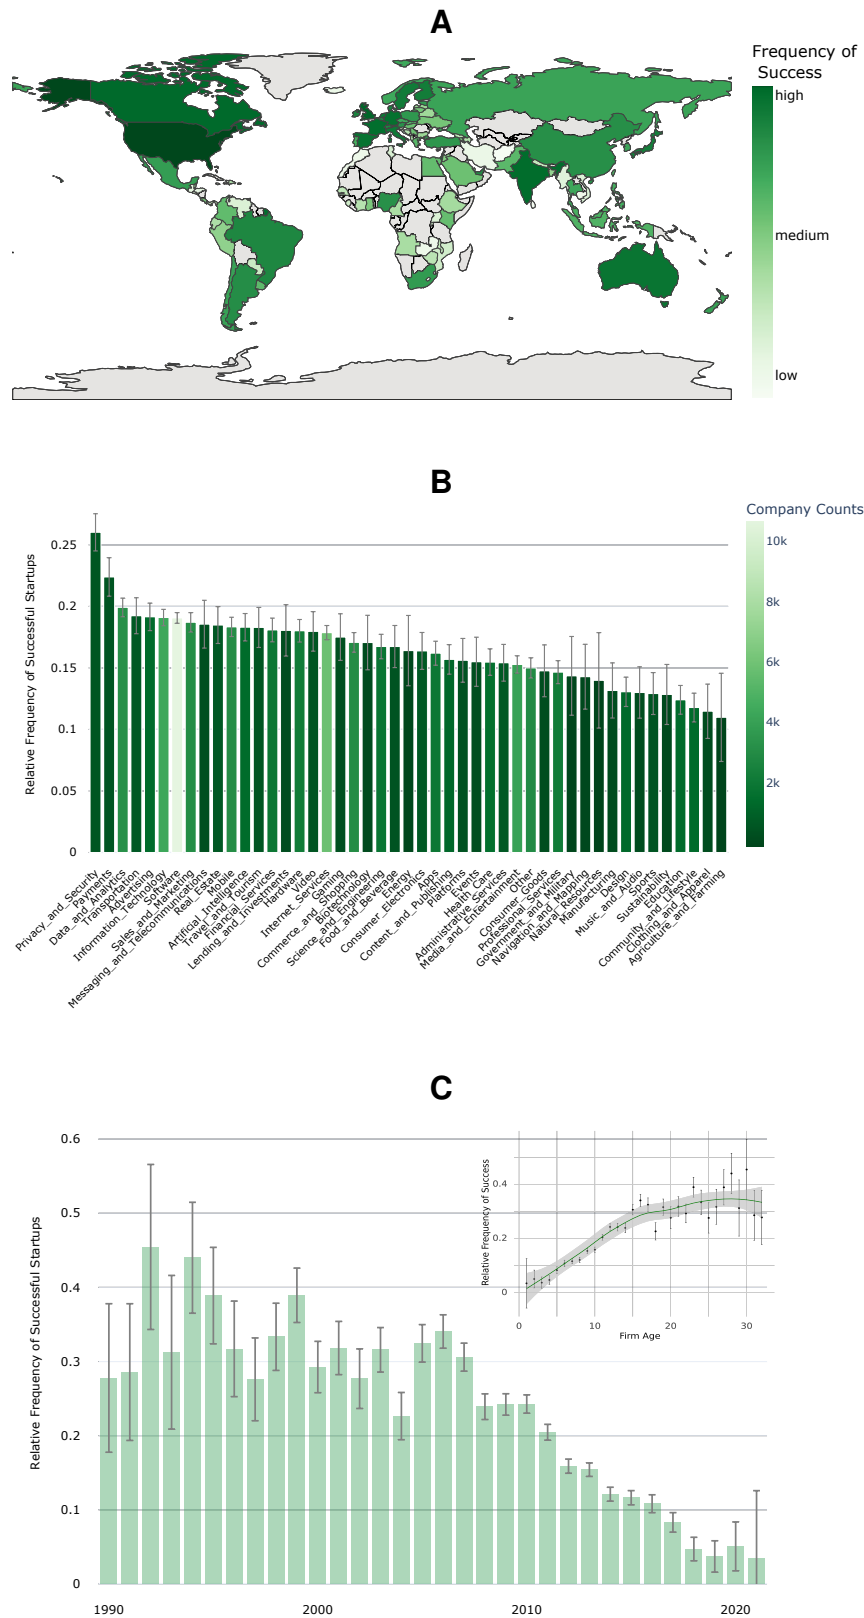 A
Frequency of
Success
high
medium
low
B
Company Counts
10k
8k
6k
4k
2k
Relative Frequency of Successful Startups
0.25
0.2
0.15
0.1
0.05
0
Privacy_and_Security
Payments
Data_and_Analytics
Transportation
Advertising
Information_Technology
Software
Sales_and_Marketing
Messaging_and_Telecommunications
Real_Estate
Mobile
Artificial_Intelligence
Travel_and_Tourism
Financial_Services
Lending_and_Investments
Hardware
Video
Internet_Services
Gaming
Commerce_and_Shopping
Biotechnology
Science_and_Engineering
Food_and_Beverage
Energy
Consumer_Electronics
Apps
Content_and_Publishing
Platforms
Events
Health_Care
Administrative_Services
Media_and_Entertainment
Other
Consumer_Goods
Professional_Services
Government_and_Military
Navigation_and_Mapping
Natural_Resources
Manufacturing
Design
Music_and_Audio
Sports
Sustainability
Education
Community_and_Lifestyle
Clothing_and_Apparel
Agriculture_and_Farming
C
Relative Frequency of Successful Startups
0.6
0.5
0.4
0.3
0.2
0.1
0
1990
2000
2010
2020
Relative Frequency of Success
0.4
0.2
0
0
10
20
30
Firm Age